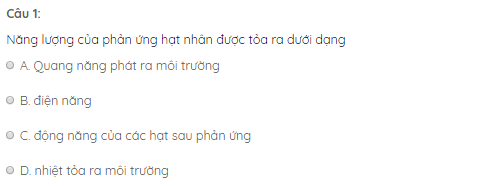 Câu 1:
Năng lượng của phản ứng hạt nhân được tỏa ra dưới dạng
A. Quang năng phát ra môi trường
B. điện năng
C. động năng của các hạt sau phản ứng
D. nhiệt tỏa ra môi trường